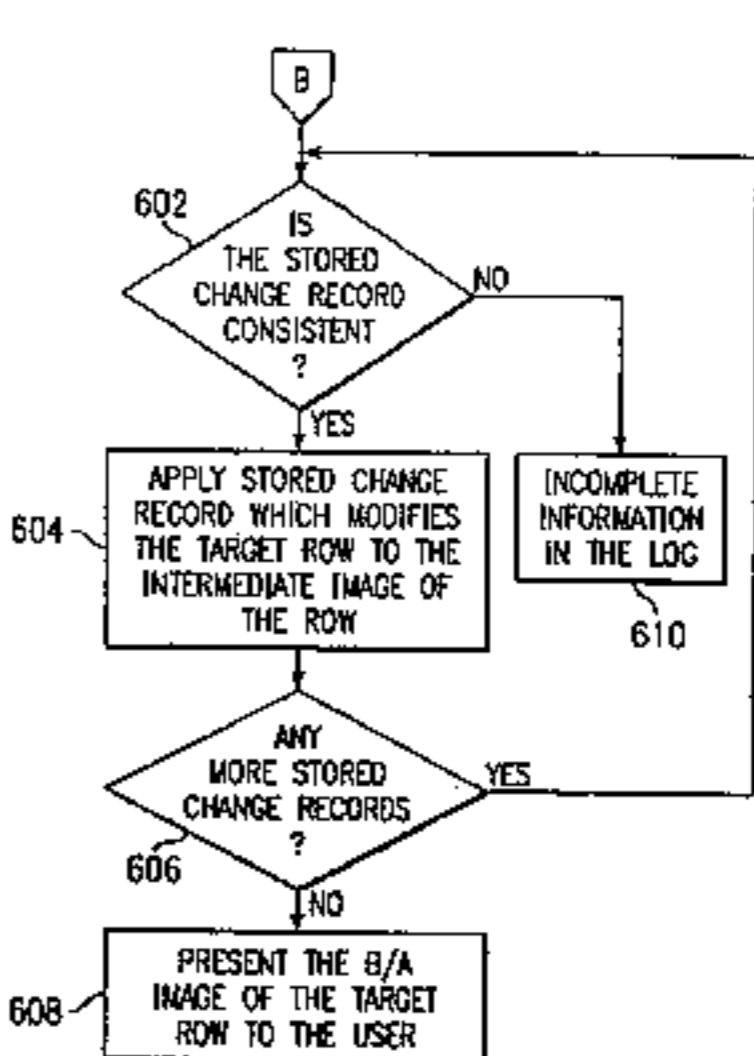 B
602
IS
THE STORED
CHANGE RECORD
CONSISTENT
?
NO
YES
604
APPLY STORED CHANGE
RECORD WHICH MODIFIES
THE TARGET ROW TO THE
INTERMEDIATE IMAGE OF
THE ROW
INCOMPLETE
INFORMATION
IN THE LOG
610
ANY
MORE STORED
CHANGE RECORDS
?
YES
606
NO
608
PRESENT THE B/A
IMAGE OF THE TARGET
ROW TO THE USER